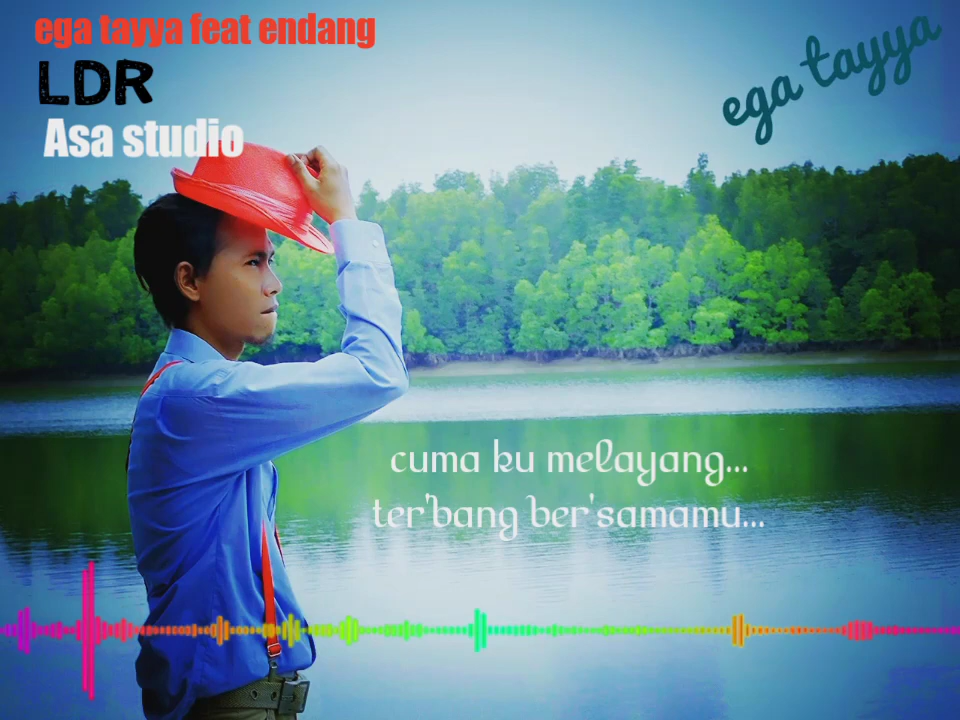 ega tayya feat endang
LDR
Asa studio
ega tayya
cuma ku melayang...
ter'bang ber'samamu...